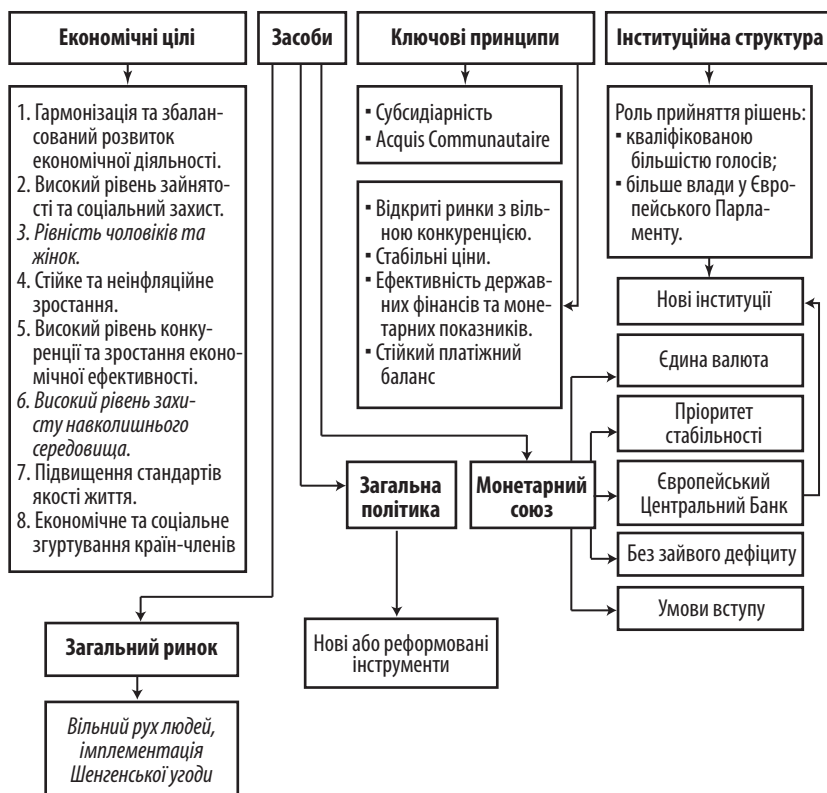 Економічні цілі
Засоби
Ключові принципи
Інституційна структура
1. Гармонізація та збалан-
сований розвиток
економічної діяльності.
2. Високий рівень зайнято-
сті та соціальний захист.
3. Рівність чоловіків та
жінок.
4. Стійке та неінфляційне
зростання.
5. Високий рівень конку-
ренції та зростання еконо-
мічної ефективності.
6. Високий рівень захи-
сту навколишнього
середовища.
7. Підвищення стандартів
якості життя.
8. Економічне та соціальне
згуртування країн-членів
▪ Субсидіарність
▪ Acquis Communautaire
▪ Відкриті ринки з віль-
ною конкуренцією.
▪ Стабільні ціни.
▪ Ефективність держав-
них фінансів та моне-
тарних показників.
▪ Стійкий платіжний
баланс
Роль прийняття рішень:
▪ кваліфікованою
більшістю голосів;
▪ більше влади у Євро-
пейського Парла-
менту.
Нові інституції
Єдина валюта
Пріоритет
стабільності
Європейський
Центральний Банк
Без зайвого дефіциту
Умови вступу
Загальна
політика
Монетарний
союз
Загальний ринок
Нові або реформовані
інструменти
Вільний рух людей,
імплементація
Шенгенської угоди